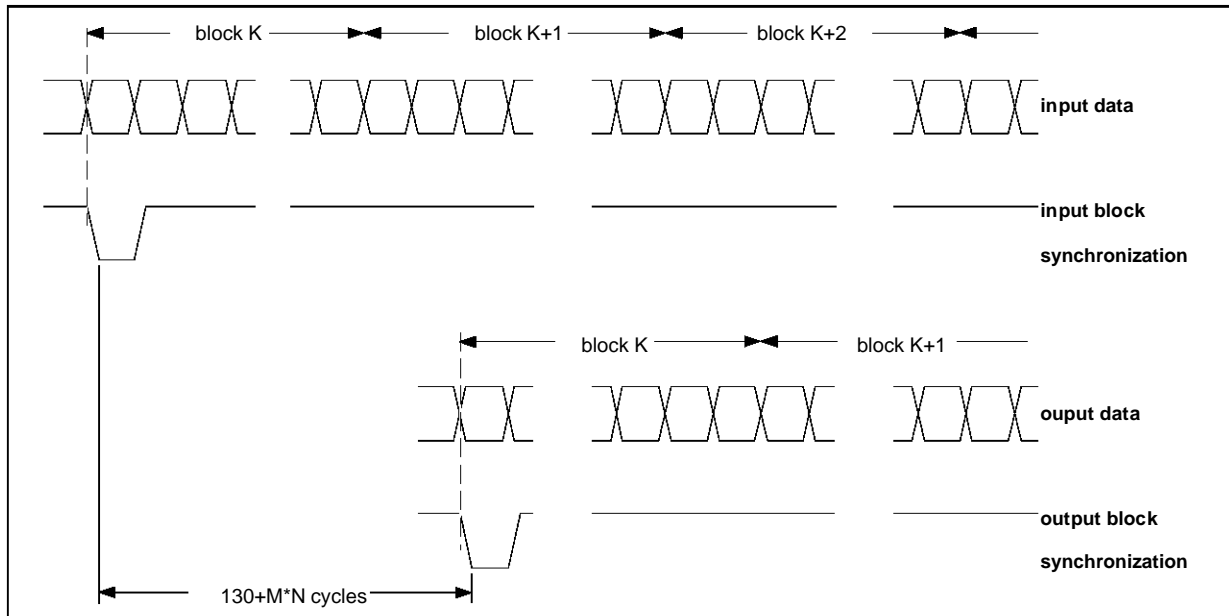 block K
block K+1
block K+2
input data
input block
synchronization
block K
block K+1
ouput data
output block
synchronization
130+M*N cycles